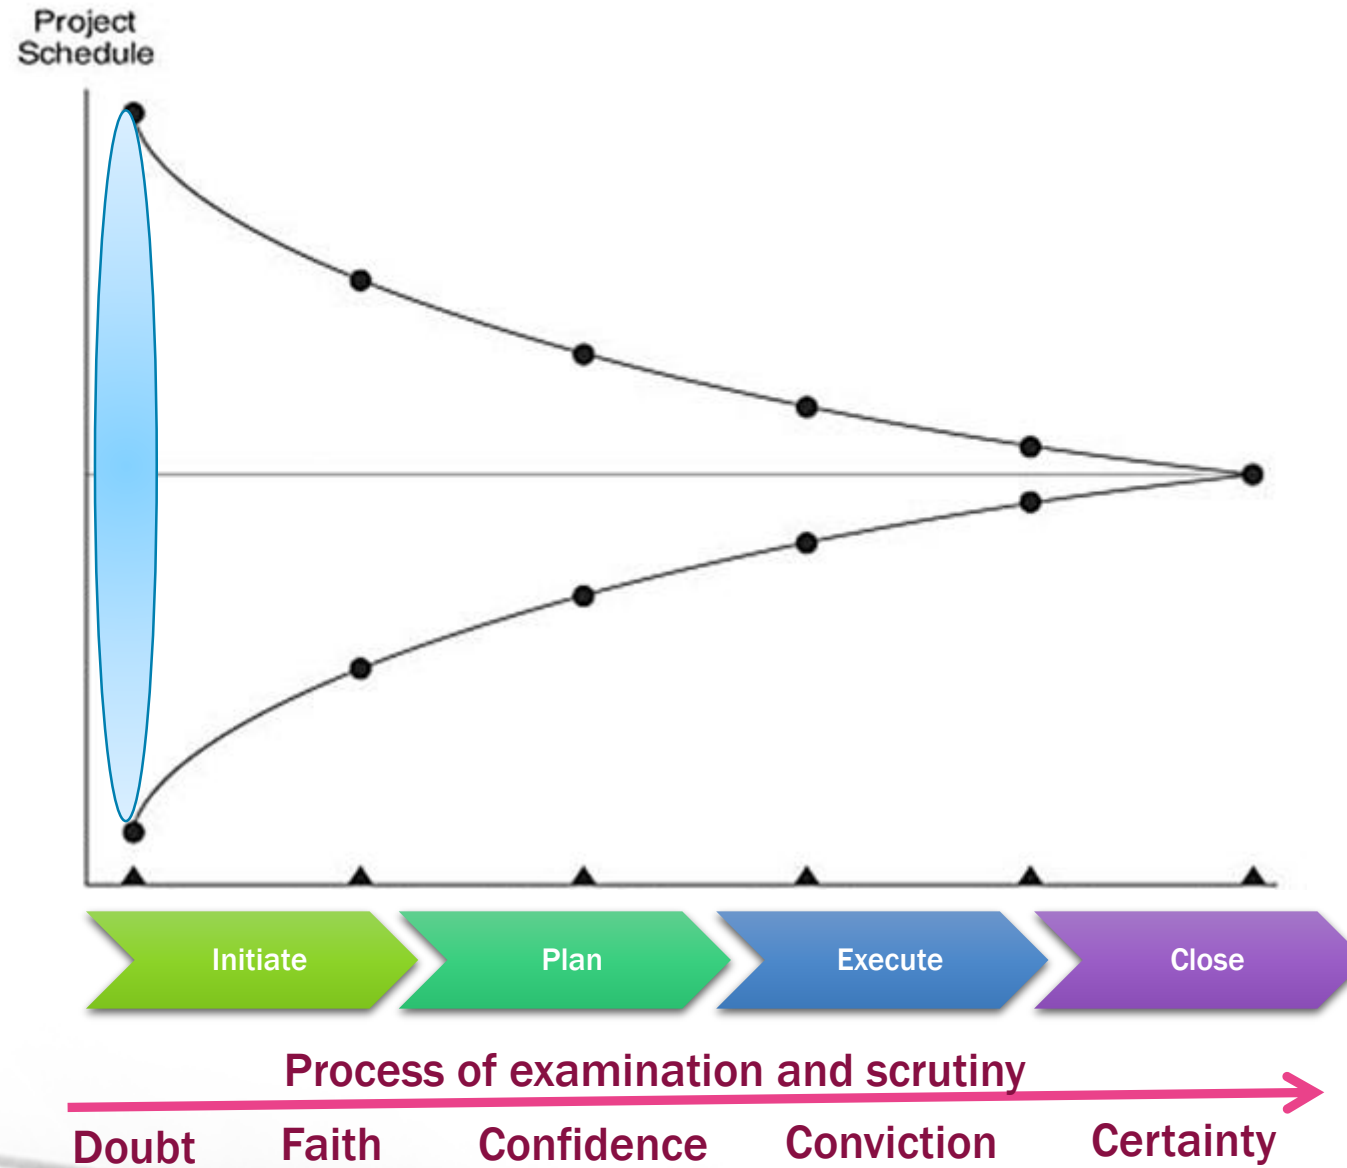 Project
Schedule
Initiate
Plan
Execute
Close
Process of examination and scrutiny
Doubt Faith Confidence Conviction Certainty